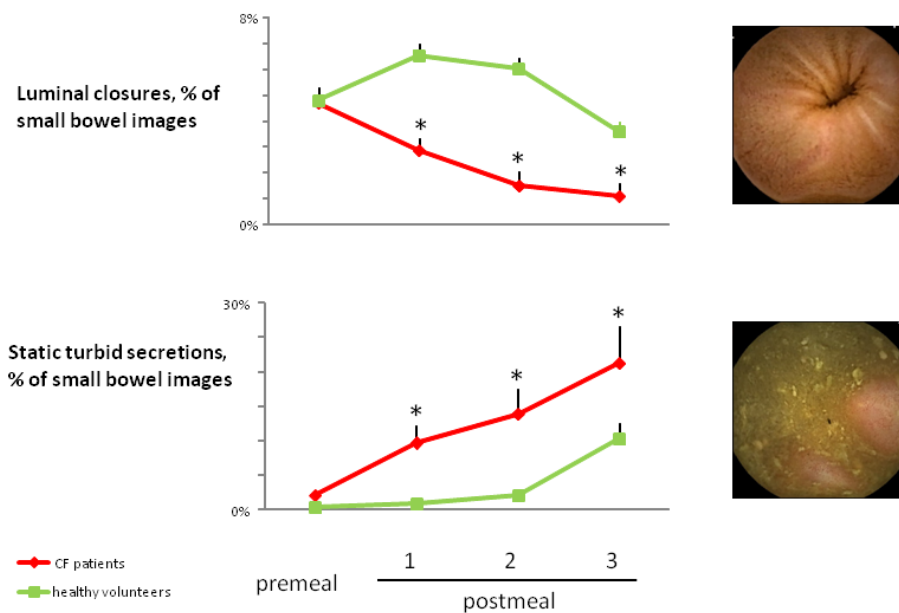 8%
Luminal closures, % of
small bowel images
*
*
*
0%
30%
Static turbid secretions,
% of small bowel images
*
*
*
0%
CF patients
healthy volunteers
premeal
1 2 3
postmeal